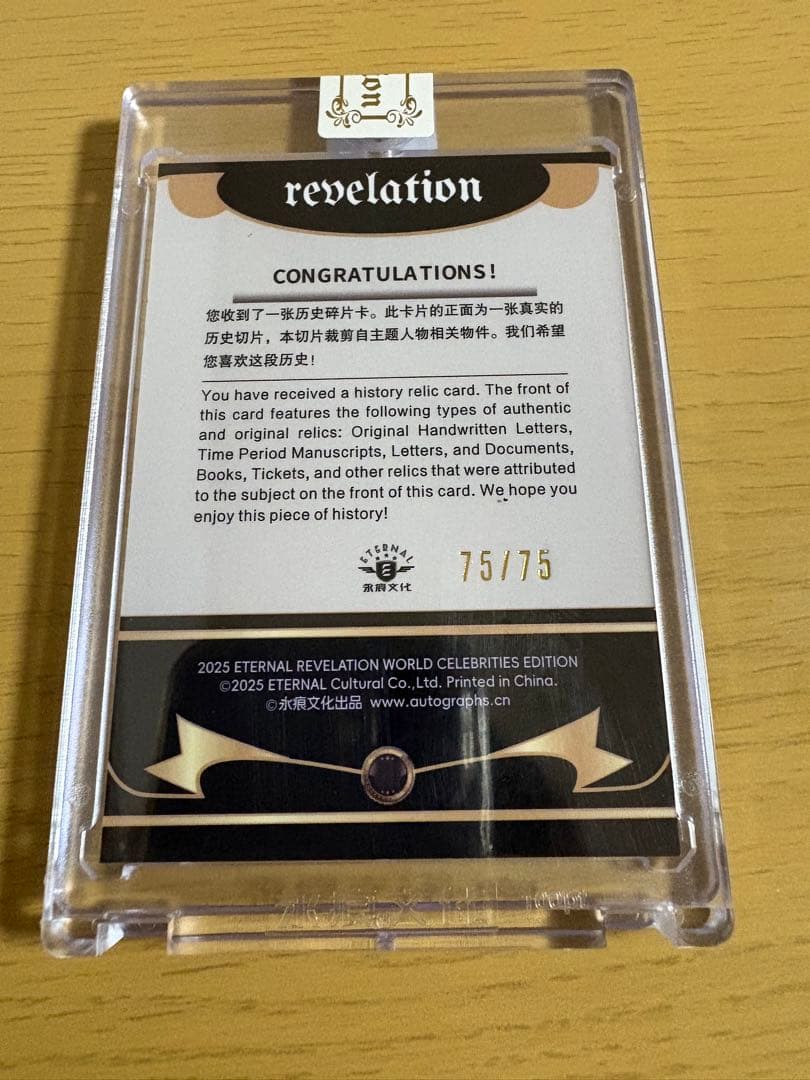 ion
revelation
CONGRATULATIONS!
您收到了一张历史碎片卡。此卡片的正面为一张真实的
历史切片，本切片裁剪自主题人物相关物件。我们希望
您喜欢这段历史！
You have received a history relic card. The front of
this card features the following types of authentic
and original relics: Original Handwritten Letters,
Time Period Manuscripts, Letters, and Documents,
Books, Tickets, and other relics that were attributed
to the subject on the front of this card. We hope you
enjoy this piece of history!
ETERNAL
永痕文化
75/75
2025 ETERNAL REVELATION WORLD CELEBRITIES EDITION
©2025 ETERNAL Cultural Co.,Ltd. Printed in China.
©永痕文化出品 www.autographs.cn